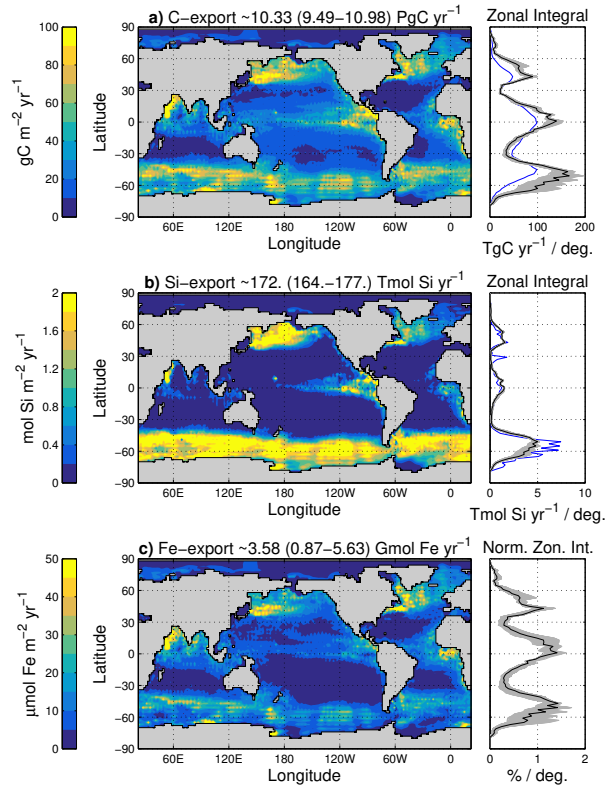 a) C−export ~10.33 (9.49−10.98) PgC yr−1
Zonal Integral
100
80
60
40
20
0
gC m−2 yr−1
90
60
30
0
−30
−60
−90
Latitude
60E 120E 180 120W 60W 0
Longitude
0 100 200
TgC yr−1 / deg.
b) Si−export ~172. (164.−177.) Tmol Si yr−1
Zonal Integral
2
1.6
1.2
0.8
0.4
0
mol Si m−2 yr−1
90
60
30
0
−30
−60
−90
Latitude
60E 120E 180 120W 60W 0
Longitude
0 5 10
Tmol Si yr−1 / deg.
c) Fe−export ~3.58 (0.87−5.63) Gmol Fe yr−1
Norm. Zon. Int.
50
40
30
20
10
0
µmol Fe m−2 yr−1
90
60
30
0
−30
−60
−90
Latitude
60E 120E 180 120W 60W 0
Longitude
0 1 2
% / deg.